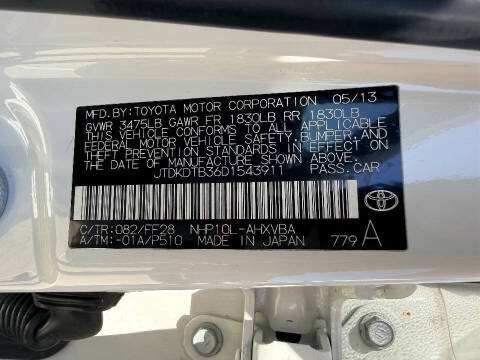 MFD. BY: TOYOTA MOTOR CORPORATION 05/13
GVWR 3475LB GAWR FR 1830LB RR 1830LB
THIS VEHICLE CONFORMS TO ALL APPLICABLE
FEDERAL MOTOR VEHICLE SAFETY, BUMPER, AND
THEFT PREVENTION STANDARDS IN EFFECT ON
THE DATE OF MANUFACTURE SHOWN ABOVE.
JTDKDTB36D1543911 PASS.CAR
C/TR: 082/FF28 NHP10L-AHXVBA
A/TM: -01A/P510 MADE IN JAPAN 779 A